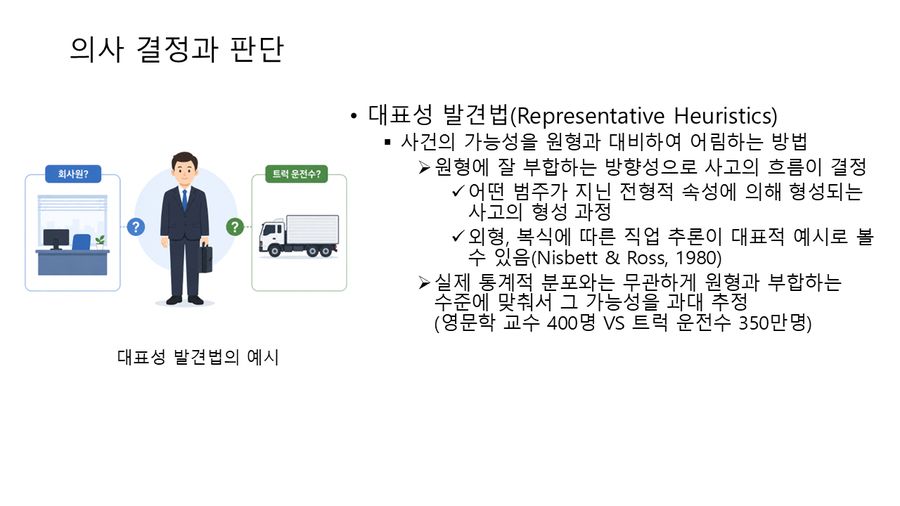 의사 결정과 판단
• 대표성 발견법(Representative Heuristics)
▪ 사건의 가능성을 원형과 대비하여 어림하는 방법
➢원형에 잘 부합하는 방향성으로 사고의 흐름이 결정
✓어떤 범주가 지닌 전형적 속성에 의해 형성되는
사고의 형성 과정
✓외형, 복식에 따른 직업 추론이 대표적 예시로 볼
수 있음(Nisbett & Ross, 1980)
➢실제 통계적 분포와는 무관하게 원형과 부합하는
수준에 맞춰서 그 가능성을 과대 추정
(영문학 교수 400명 VS 트럭 운전수 350만명)
회사원?
트럭 운전수?
?
?
대표성 발견법의 예시